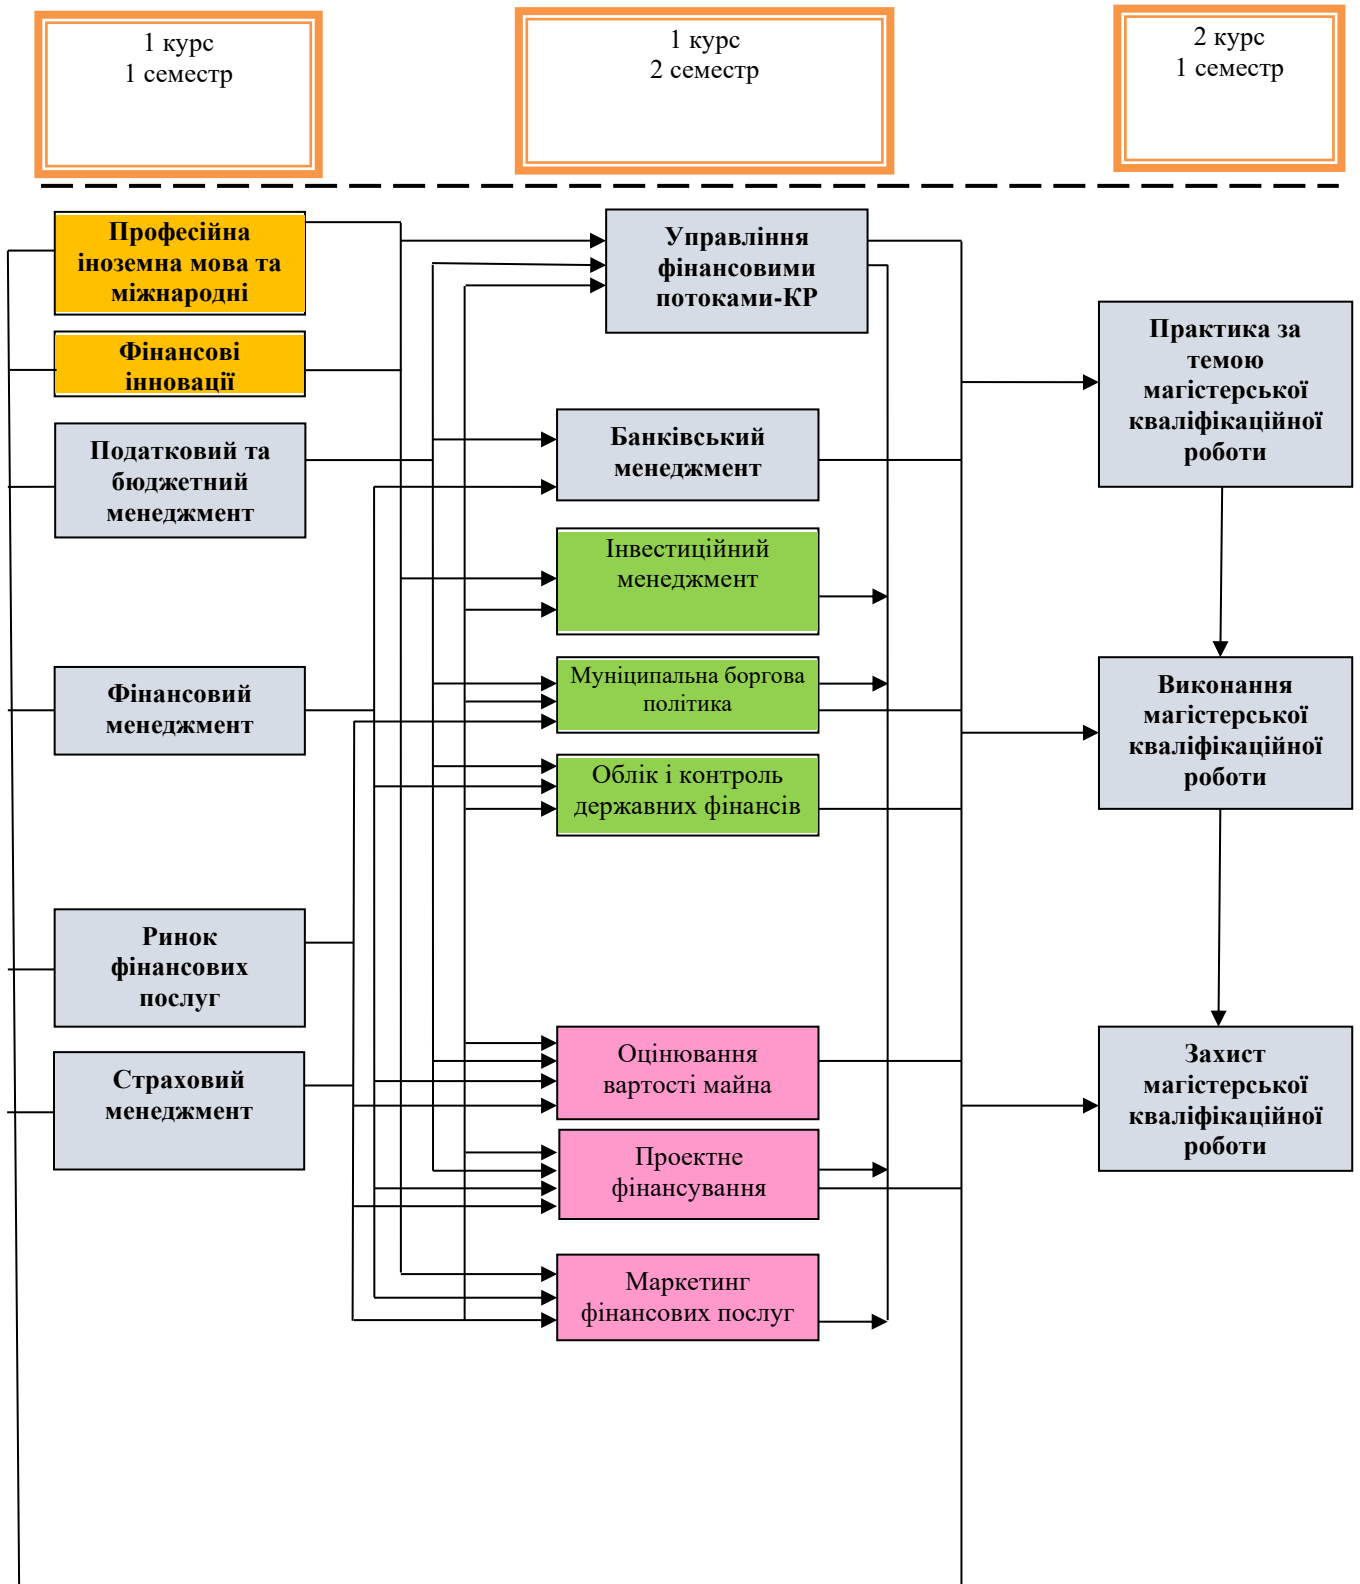 1 курс
1 семестр
1 курс
2 семестр
2 курс
1 семестр
Професійна
іноземна мова та
міжнародні
Фінансові
інновації
Податковий та
бюджетний
менеджмент
Фінансовий
менеджмент
Ринок
фінансових
послуг
Страховий
менеджмент
Управління
фінансовими
потоками-КР
Банківський
менеджмент
Інвестиційний
менеджмент
Муніципальна боргова
політика
Облік і контроль
державних фінансів
Оцінювання
вартості майна
Проектне
фінансування
Маркетинг
фінансових послуг
Практика за
темою
магістерської
кваліфікаційної
роботи
Виконання
магістерської
кваліфікаційної
роботи
Захист
магістерської
кваліфікаційної
роботи